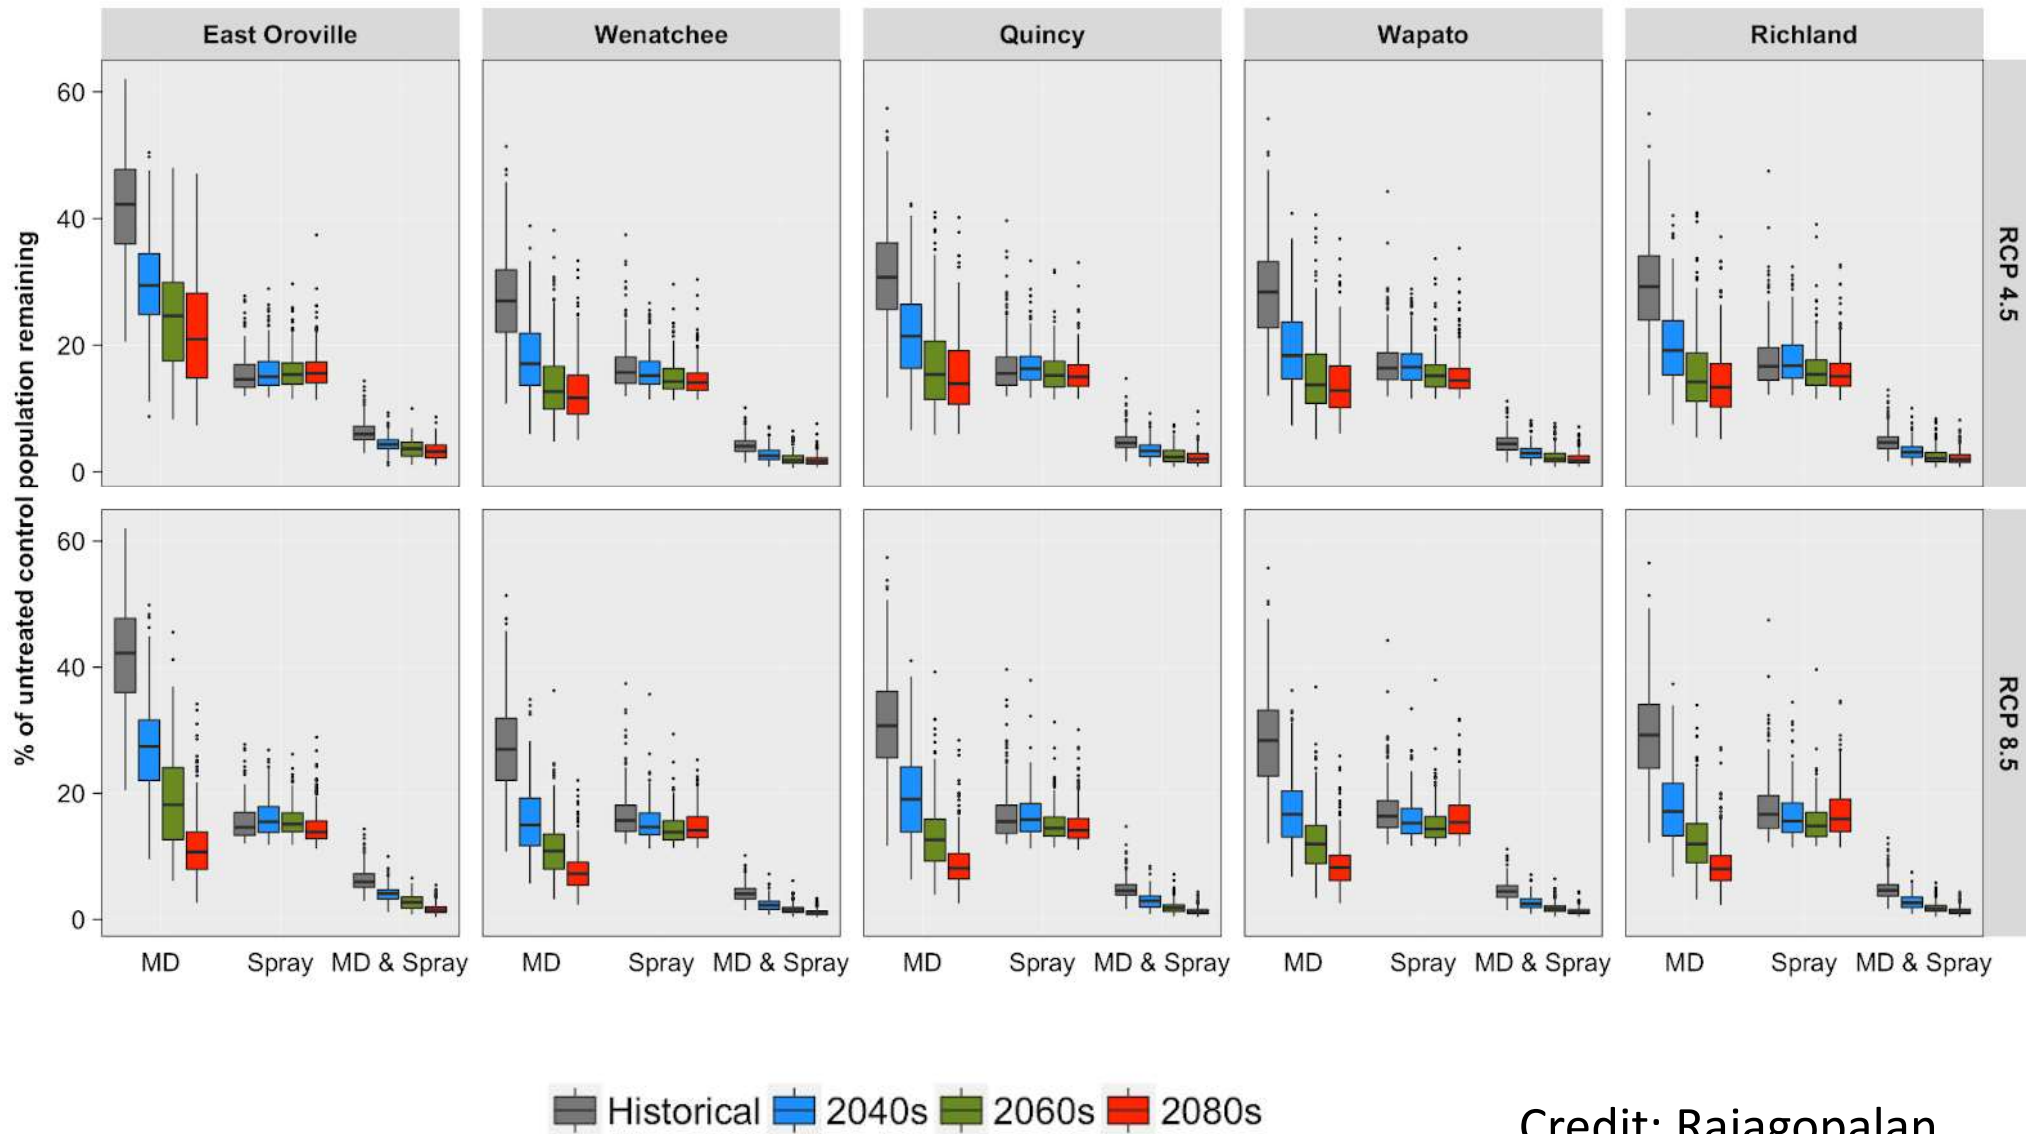 East Oroville Wenatchee Quincy Wapato Richland
% of untreated control population remaining
60
40
20
0
RCP 4.5
60
40
20
0
RCP 8.5
MD Spray MD & Spray MD Spray MD & Spray MD Spray MD & Spray MD Spray MD & Spray MD Spray MD & Spray
Historical 2040s 2060s 2080s
Credit: Rajagopalan